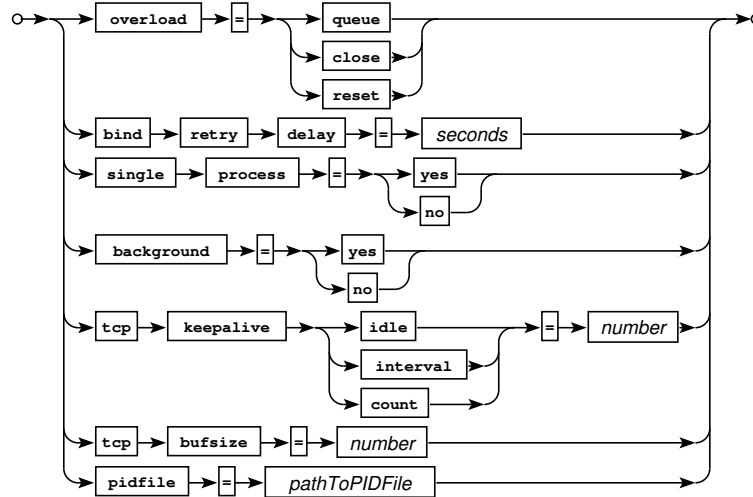 overload = queue
close
reset
bind retry delay = seconds
single process = yes
no
background = yes
no
tcp keepalive idle = number
interval
count
tcp bufsize = number
pidfile = pathToPIDFile